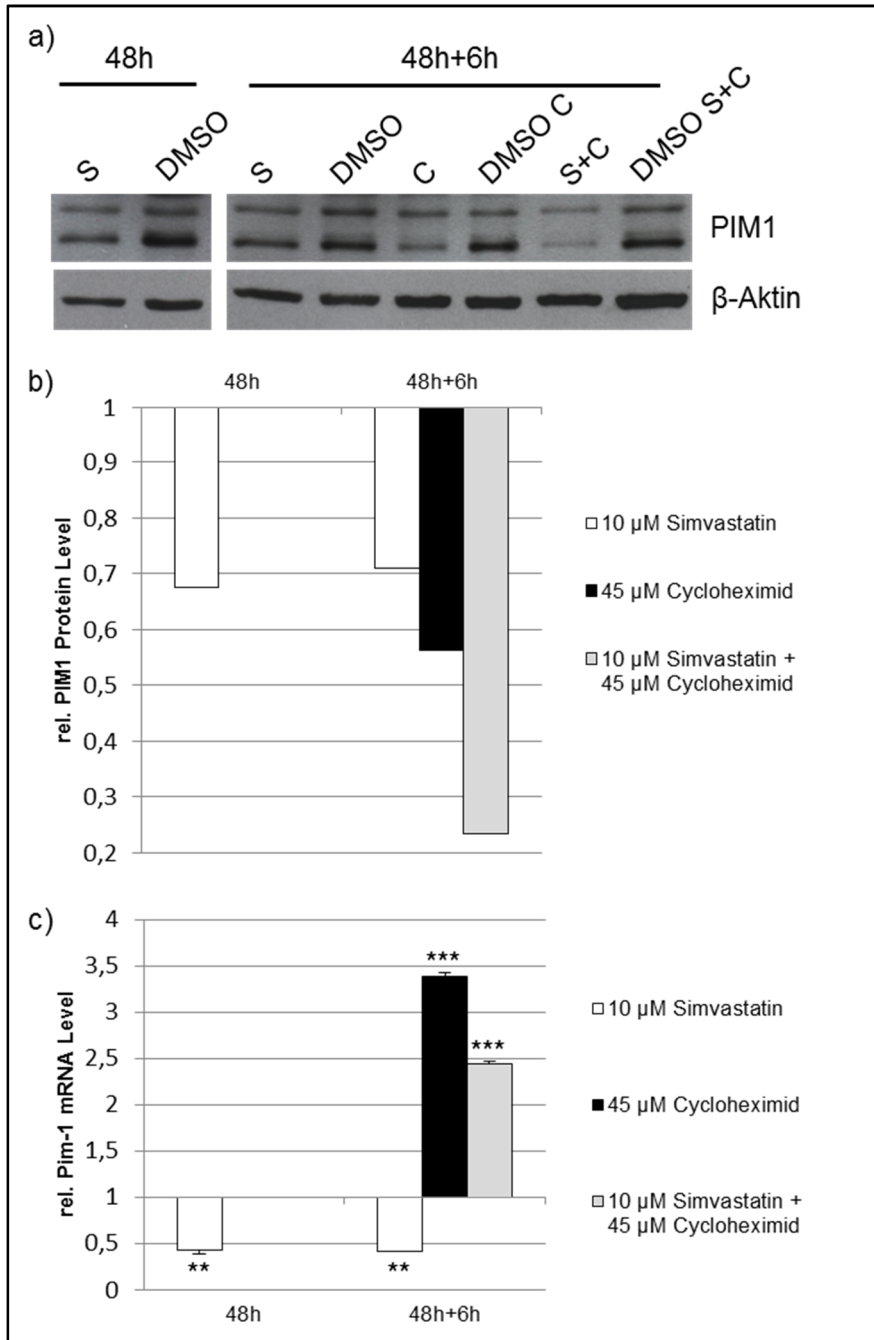 a)
48h
48h+6h
S
DMSO
S
DMSO
C
DMSO C
S+C
DMSO S+C
PIM1
β-Aktin
b)
48h
48h+6h
1
0,9
0,8
0,7
0,6
0,5
0,4
0,3
0,2
rel. PIM1 Protein Level
10 µM Simvastatin
45 µM Cycloheximid
10 µM Simvastatin +
45 µM Cycloheximid
c)
4
3,5
3
2,5
2
1,5
1
0,5
0
rel. Pim-1 mRNA Level
***
***
**
**
48h
48h+6h
10 µM Simvastatin
45 µM Cycloheximid
10 µM Simvastatin +
45 µM Cycloheximid